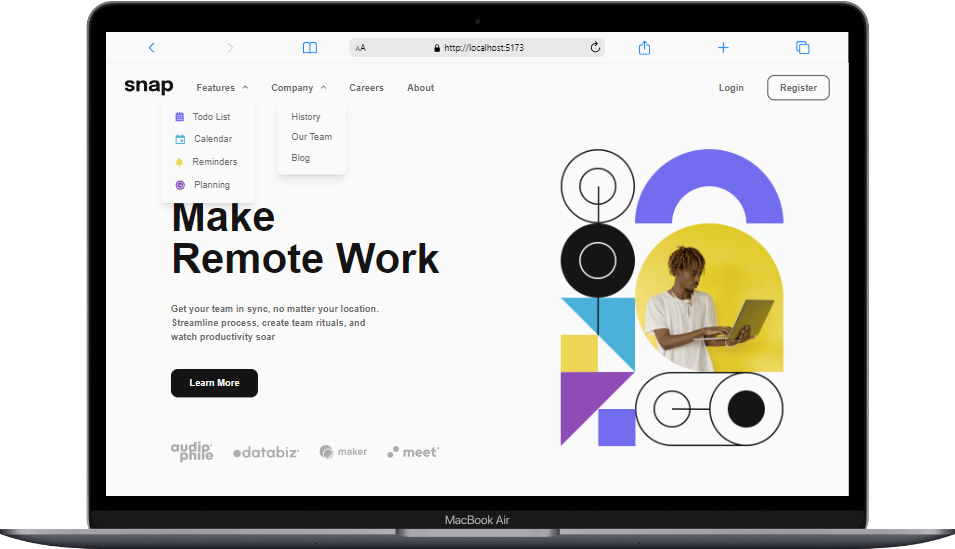 AA http://localhost:5173
snap Features Company Careers About Login Register
Todo List
Calendar
Reminders
Planning
History
Our Team
Blog
Make
Remote Work
Get your team in sync, no matter your location.
Streamline process, create team rituals, and
watch productivity soar
Learn More
audiophile databiz maker meet
MacBook Air